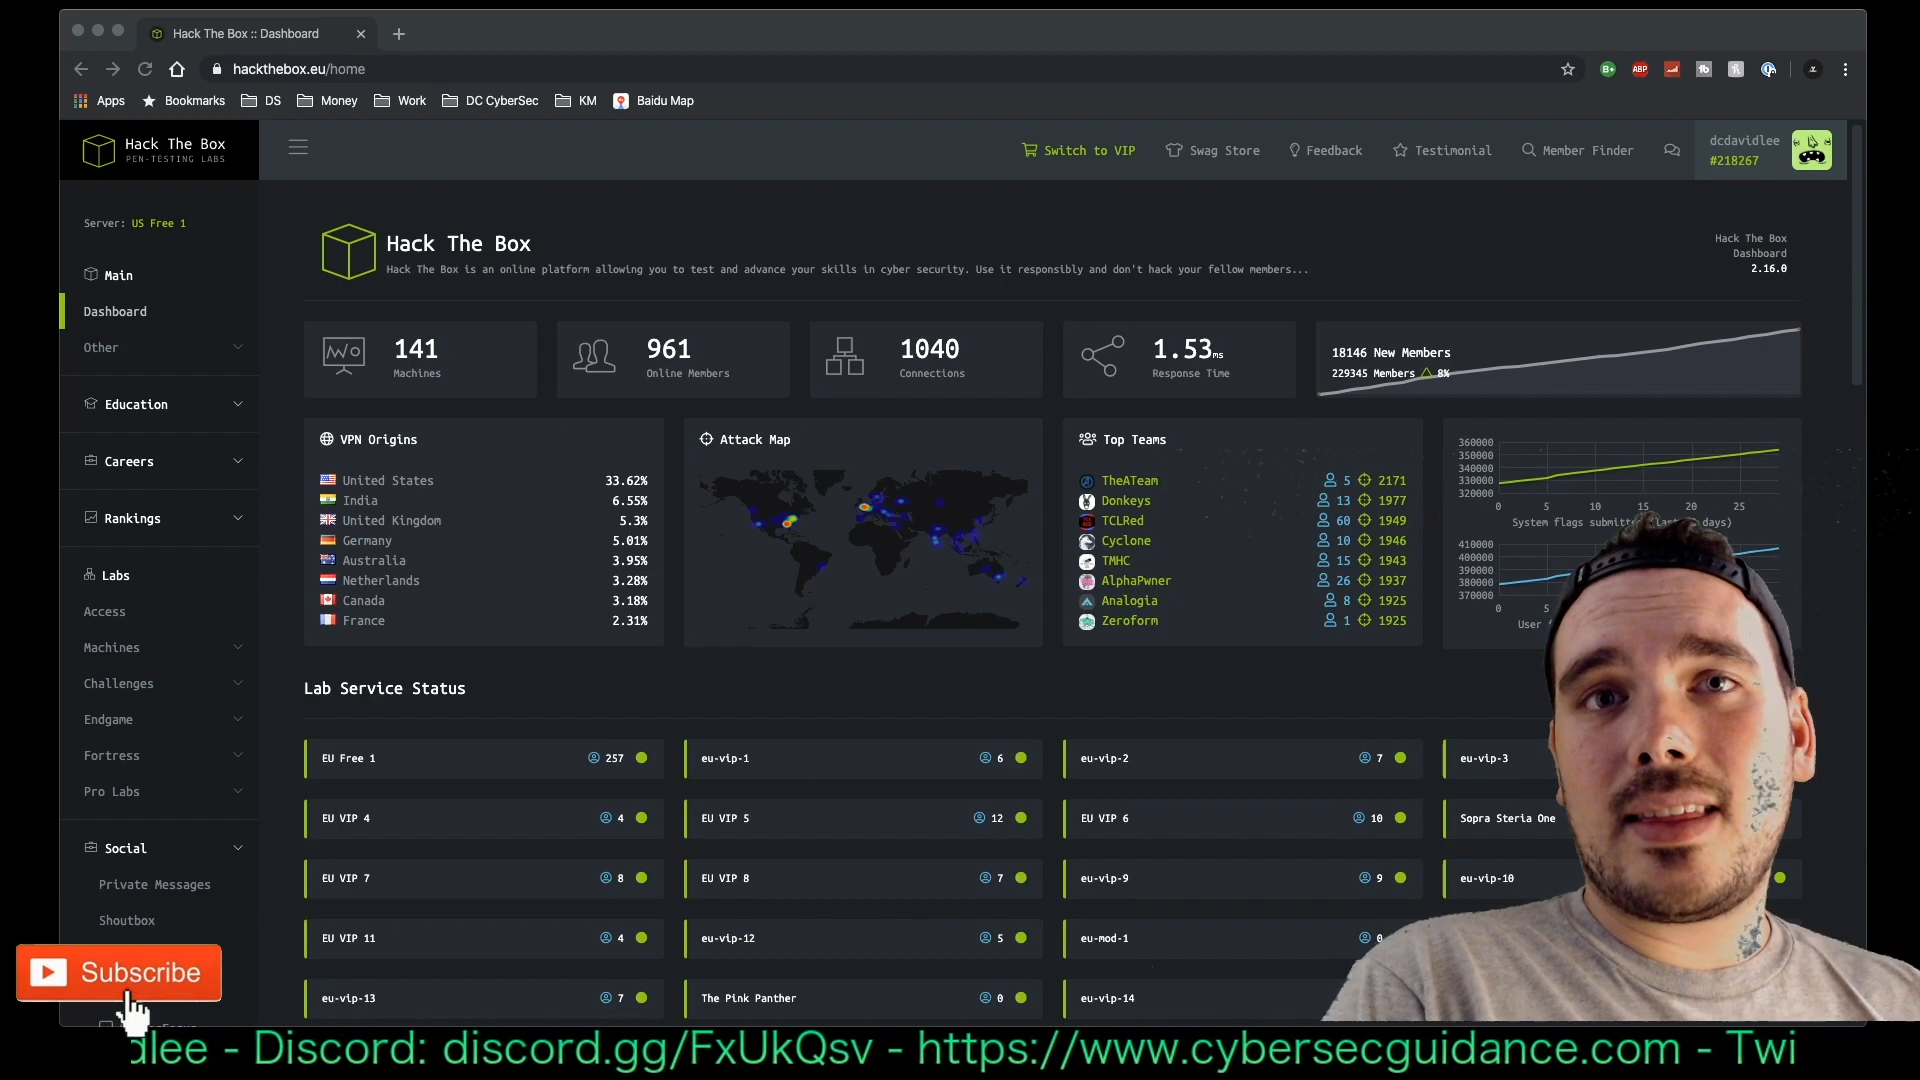 Hack The Box :: Dashboard
hackthebox.eu/home
ABP
Apps Bookmarks DS Money Work DC CyberSec KM Baidu Map
Hack The Box
PEN-TESTING LABS
Switch to VIP Swag Store Feedback Testimonial Member Finder
dcdavidlee
#218267
Server: US Free 1
Main
Dashboard
Other
Education
Careers
Rankings
Labs
Access
Machines
Challenges
Endgame
Fortress
Pro Labs
Social
Private Messages
Shoutbox
Hack The Box
Hack The Box is an online platform allowing you to test and advance your skills in cyber security. Use it responsibly and don't hack your fellow members...
Hack The Box
Dashboard
2.16.0
141
Machines
961
Online Members
1040
Connections
1.53ms
Response Time
18146 New Members
229345 Members 8%
VPN Origins
United States 33.62%
India 6.55%
United Kingdom 5.3%
Germany 5.01%
Australia 3.95%
Netherlands 3.28%
Canada 3.18%
France 2.31%
Attack Map
Top Teams
TheATeam 5 2171
Donkeys 13 1977
TCLRed 60 1949
Cyclone 10 1946
TMHC 15 1943
AlphaPwner 26 1937
Analogia 8 1925
Zeroform 1 1925
360000
350000
340000
330000
320000
0 5 10 15 20 25
System flags submitt days)
410000
400000
390000
380000
370000
0 5
User
Lab Service Status
EU Free 1 257
eu-vip-1 6
eu-vip-2 7
eu-vip-3
EU VIP 4 4
EU VIP 5 12
EU VIP 6 10
Sopra Steria One
EU VIP 7 8
EU VIP 8 7
eu-vip-9 9
eu-vip-10
EU VIP 11 4
eu-vip-12 5
eu-mod-1 0
eu-vip-13 7
The Pink Panther 0
eu-vip-14
Subscribe
dlee - Discord: discord.gg/FxUkQsv - https://www.cybersecguidance.com - Twi